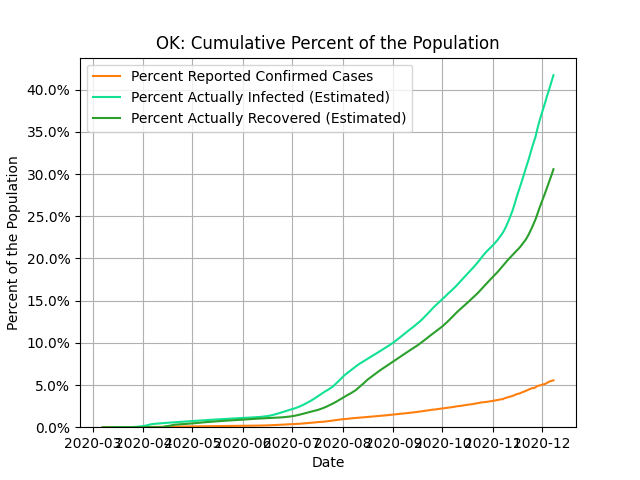 OK: Cumulative Percent of the Population
Percent Reported Confirmed Cases
Percent Actually Infected (Estimated)
Percent Actually Recovered (Estimated)
Percent of the Population
40.0%
35.0%
30.0%
25.0%
20.0%
15.0%
10.0%
5.0%
0.0%
2020-03 2020-04 2020-05 2020-06 2020-07 2020-08 2020-09 2020-10 2020-11 2020-12
Date